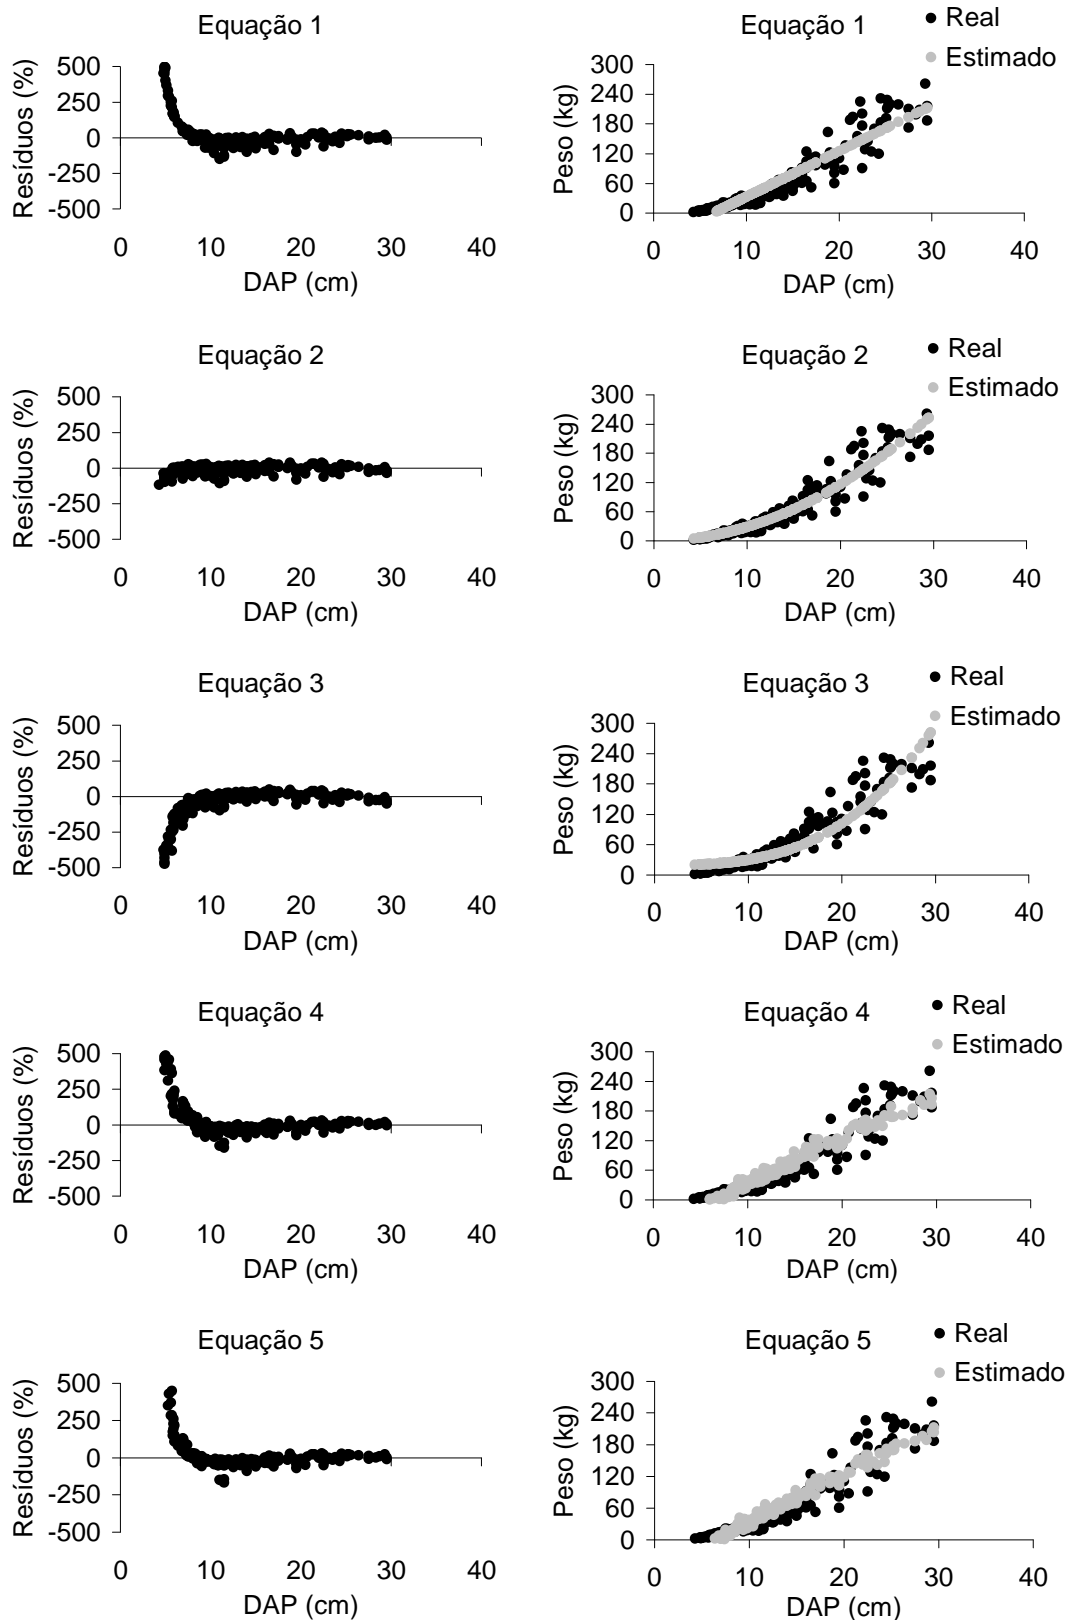 Equação 1
Resíduos (%)
500
250
0
-250
-500
0 10 20 30 40
DAP (cm)
Equação 1
Real
Estimado
Peso (kg)
300
240
180
120
60
0
0 10 20 30 40
DAP (cm)
Equação 2
Resíduos (%)
500
250
0
-250
-500
0 10 20 30 40
DAP (cm)
Equação 2
Real
Estimado
Peso (kg)
300
240
180
120
60
0
0 10 20 30 40
DAP (cm)
Equação 3
Resíduos (%)
500
250
0
-250
-500
0 10 20 30 40
DAP (cm)
Equação 3
Real
Estimado
Peso (kg)
300
240
180
120
60
0
0 10 20 30 40
DAP (cm)
Equação 4
Resíduos (%)
500
250
0
-250
-500
0 10 20 30 40
DAP (cm)
Equação 4
Real
Estimado
Peso (kg)
300
240
180
120
60
0
0 10 20 30 40
DAP (cm)
Equação 5
Resíduos (%)
500
250
0
-250
-500
0 10 20 30 40
DAP (cm)
Equação 5
Real
Estimado
Peso (kg)
300
240
180
120
60
0
0 10 20 30 40
DAP (cm)